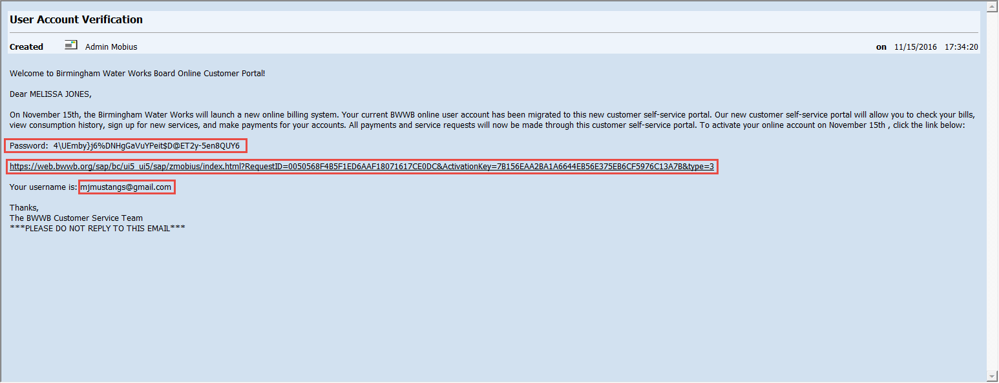 User Account Verification
Created Admin Mobius on 11/15/2016 17:34:20
Welcome to Birmingham Water Works Board Online Customer Portal!
Dear MELISSA JONES,
On November 15th, the Birmingham Water Works will launch a new online billing system. Your current BWWB online user account has been migrated to this new customer self-service portal. Our new customer self-service portal will allow you to check your bills,
view consumption history, sign up for new services, and make payments for your accounts. All payments and service requests will now be made through this customer self-service portal. To activate your online account on November 15th , click the link below:
Password: 4\UEmby}j6%DNHgGaVuYPeit$D@ET2y-5en8QUY6
https://web.bwwb.org/sap/bc/ui5_ui5/sap/zmobius/index.html?RequestID=0050568F4B5F1ED6AAF18071617CE0DC&ActivationKey=7B156EAA2BA1A6644EB56E375EB6CF5976C13A7B&type=3
Your username is: mjmustangs@gmail.com
Thanks,
The BWWB Customer Service Team
***PLEASE DO NOT REPLY TO THIS EMAIL***